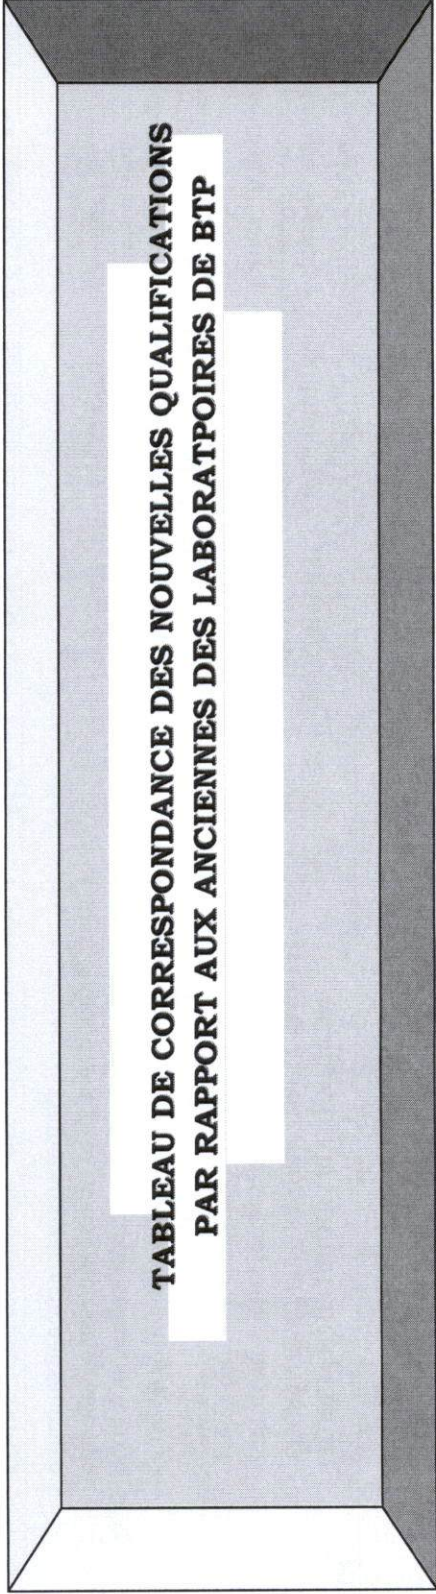 TABLEAU DE CORRESPONDANCE DES NOUVELLES QUALIFICATIONS
PAR RAPPORT AUX ANCIENNES DES LABORATPOIRES DE BTP